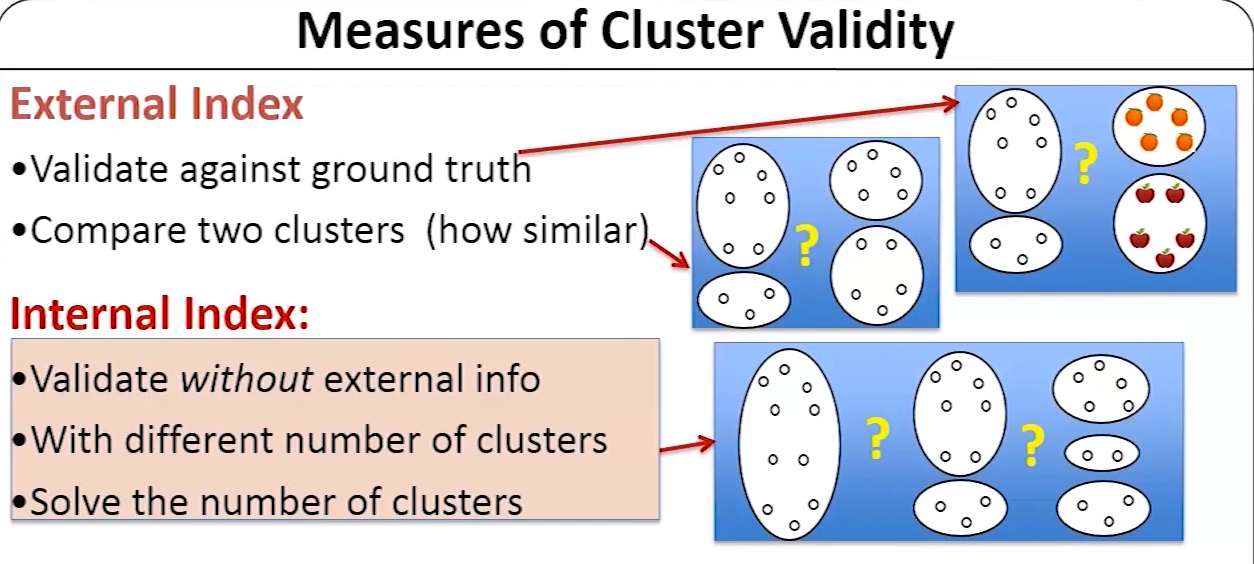 Measures of Cluster Validity
External Index
•Validate against ground truth
•Compare two clusters (how similar)
Internal Index:
•Validate without external info
•With different number of clusters
•Solve the number of clusters
?
?
?
?